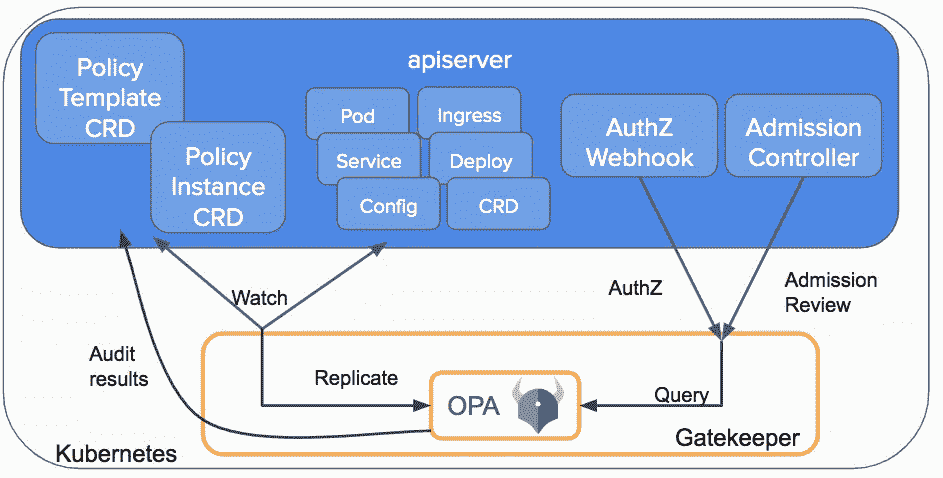 apiserver
Policy
Template
CRD
Policy
Instance
CRD
Pod
Ingress
Service
Deploy
Config
CRD
AuthZ
Webhook
Admission
Controller
Watch
AuthZ
Admission
Review
Audit
results
Replicate
OPA
Query
Gatekeeper
Kubernetes